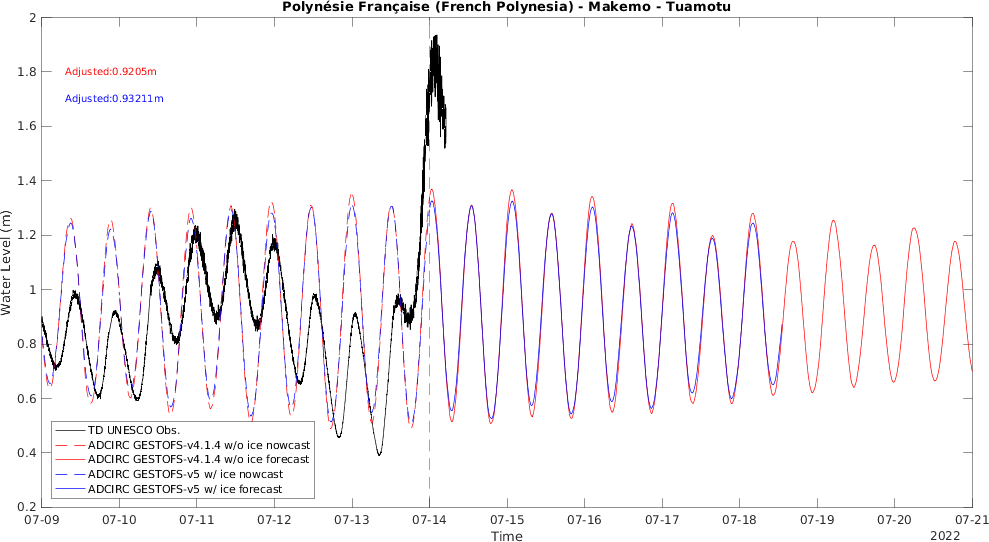 Polynésie Française (French Polynesia) - Makemo - Tuamotu
2
1.8
1.6
1.4
1.2
1
0.8
0.6
0.4
0.2
Water Level (m)
Adjusted:0.9205m
Adjusted:0.93211m
TD UNESCO Obs.
ADCIRC GESTOFS-v4.1.4 w/o ice nowcast
ADCIRC GESTOFS-v4.1.4 w/o ice forecast
ADCIRC GESTOFS-v5 w/ ice nowcast
ADCIRC GESTOFS-v5 w/ ice forecast
07-09 07-10 07-11 07-12 07-13 07-14 07-15 07-16 07-17 07-18 07-19 07-20 07-21
Time
2022